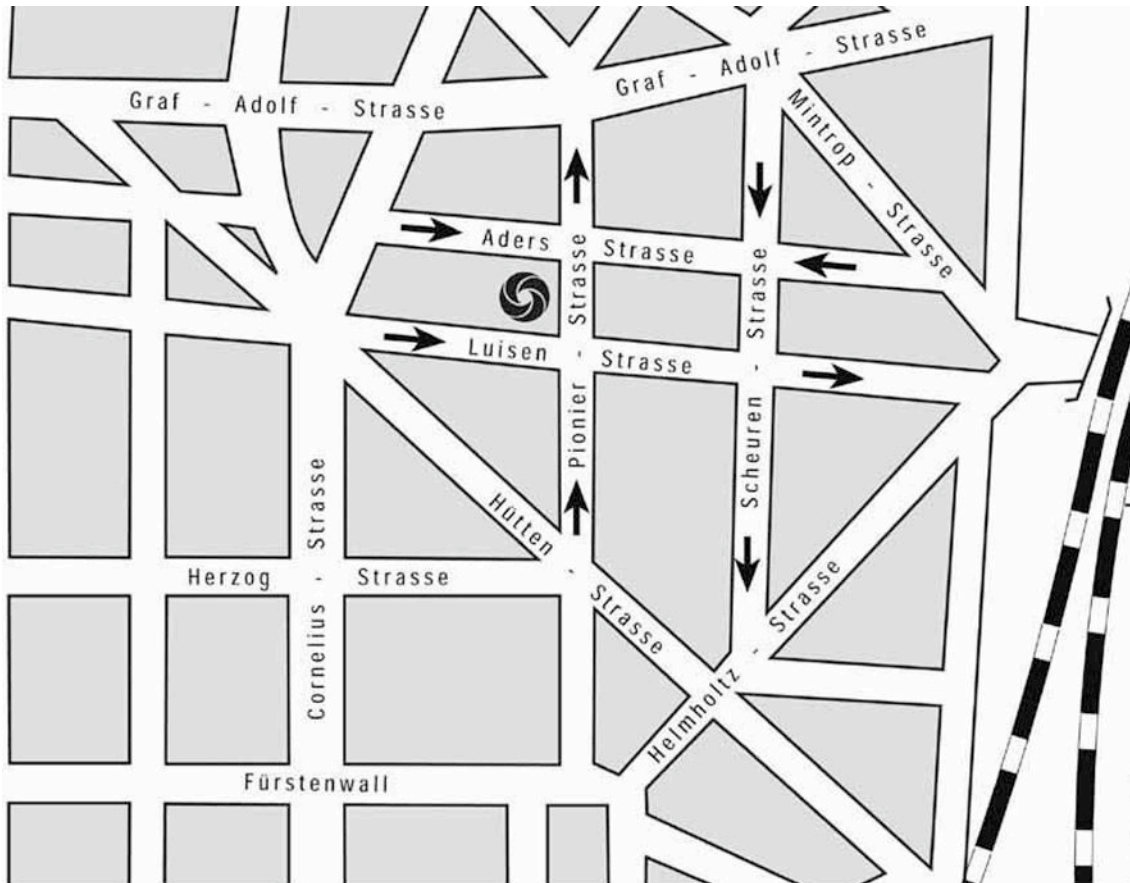 Graf - Adolf - Strasse
Graf - Adolf - Strasse
Mintrop - Strasse
Aders - Strasse
Luisen - Strasse
Pionier - Strasse
Scheuren - Strasse
Hütten - Strasse
Herzog - Strasse
Cornelius - Strasse
Helmholtz - Strasse
Fürstenwall